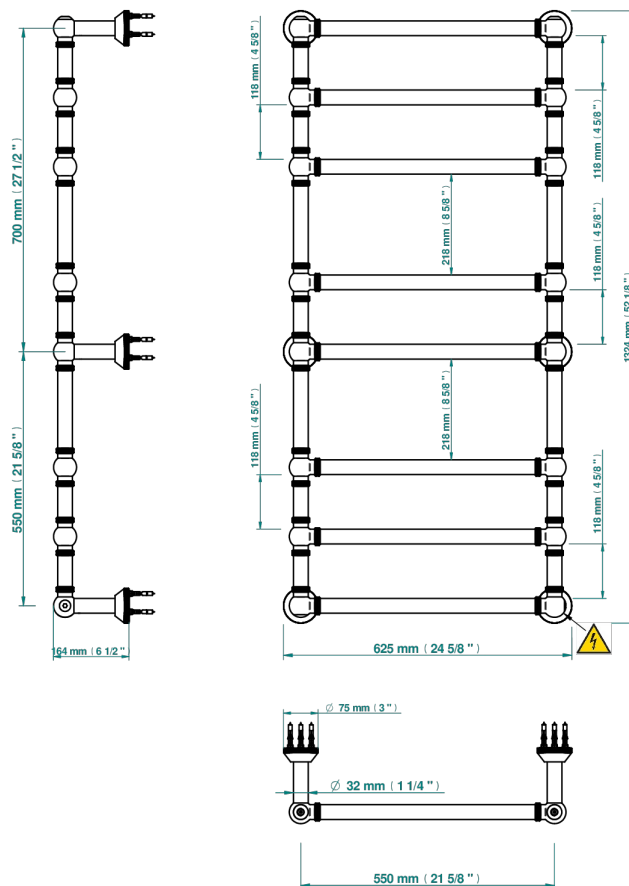 118 mm ( 4 5/8 " )
118 mm ( 4 5/8 " )
700 mm ( 27 1/2 " )
218 mm ( 8 5/8 " )
118 mm ( 4 5/8 " )
1324 mm ( 52 1/8 " )
550 mm ( 21 5/8 " )
118 mm ( 4 5/8 " )
218 mm ( 8 5/8 " )
118 mm ( 4 5/8 " )
164 mm ( 6 1/2" )
625 mm ( 24 5/8" )
Ø 75 mm ( 3" )
Ø 32 mm ( 1 1/4 " )
550 mm ( 21 5/8 " )